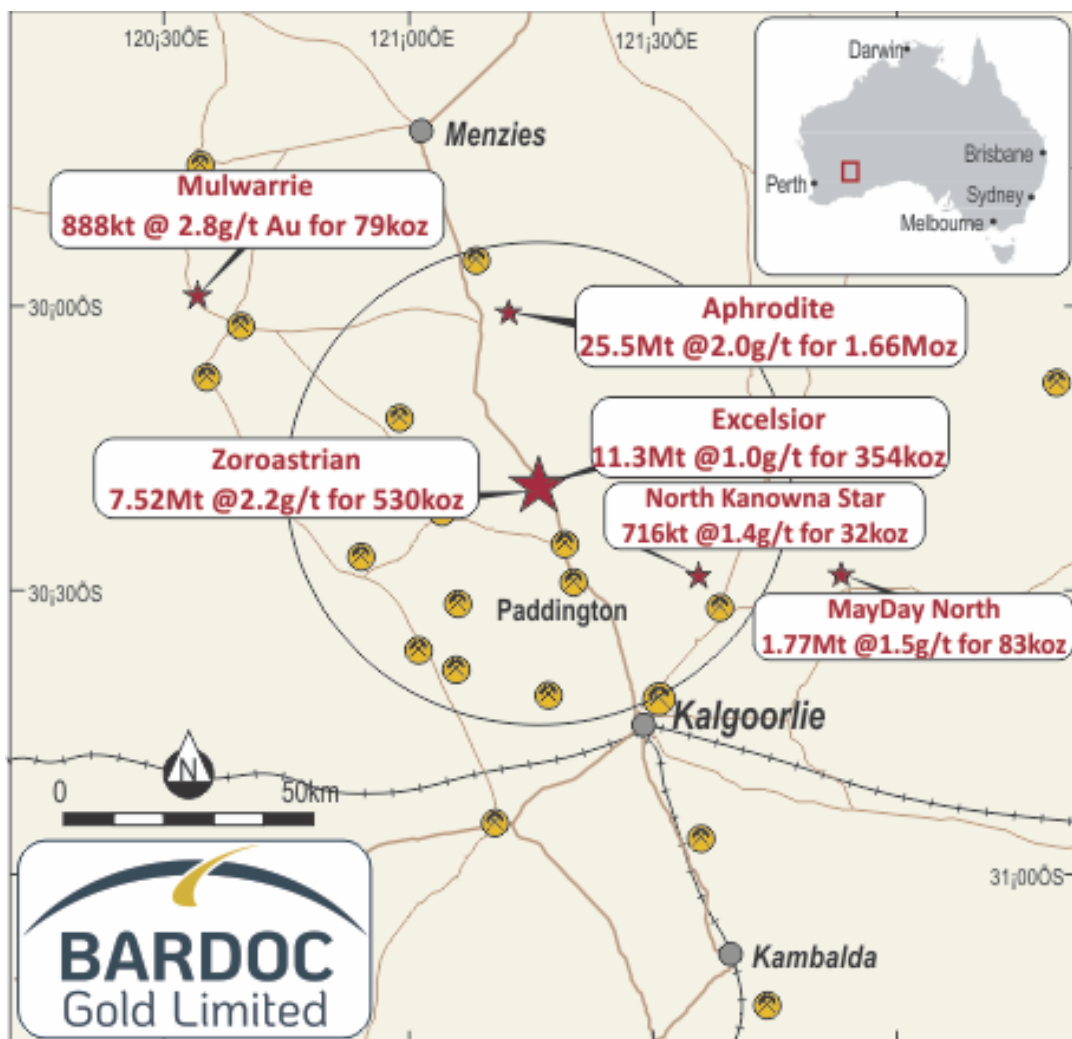 120¡30ÕE
121¡00ÕE
121¡30ÕE
Darwin
Brisbane
Perth
Sydney
Melbourne
Menzies
Mulwarrie
888kt @ 2.8g/t Au for 79koz
30¡00ÕS
Aphrodite
25.5Mt @2.0g/t for 1.66Moz
Excelsior
11.3Mt @1.0g/t for 354koz
Zoroastrian
7.52Mt @2.2g/t for 530koz
North Kanowna Star
716kt @1.4g/t for 32koz
30¡30ÕS
Paddington
MayDay North
1.77Mt @1.5g/t for 83koz
Kalgoorlie
N
0
50km
31¡00ÕS
BARDOC
Gold Limited
Kambalda